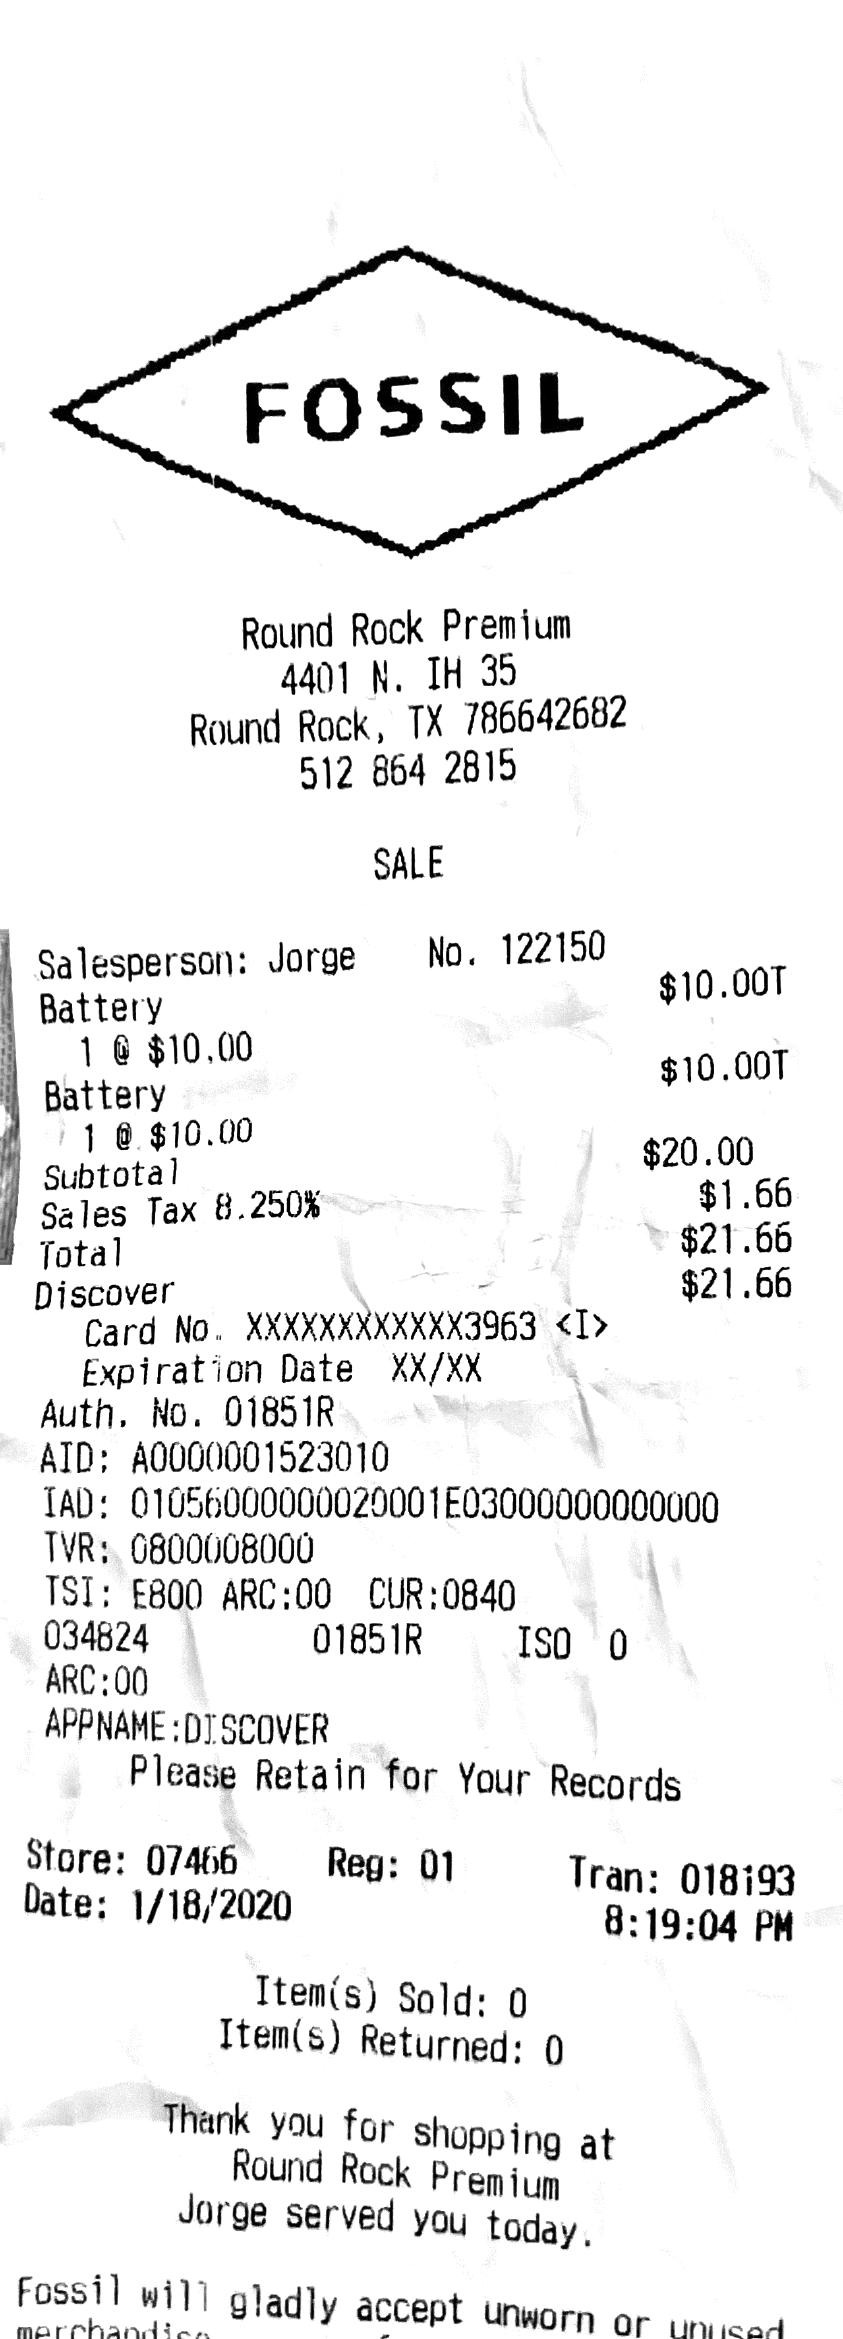 FOSSIL
Round Rock Premium
4401 N. IH 35
Round Rock, TX 786642682
512 864 2815
SALE
Salesperson: Jorge No. 122150
Battery $10.00T
1 @ $10.00
Battery $10.00T
1 @ $10.00
Subtotal $20.00
Sales Tax 8.250% $1.66
Total $21.66
Discover $21.66
Card No. XXXXXXXXXXXX3963 <I>
Expiration Date XX/XX
Auth. No. 01851R
AID: A0000001523010
IAD: 01056000000020001E03000000000000
TVR: 0800008000
TSI: E800 ARC:00 CUR:0840
034824 01851R ISO 0
ARC:00
APPNAME:DISCOVER
Please Retain for Your Records
Store: 07466 Reg: 01 Tran: 018193
Date: 1/18/2020 8:19:04 PM
Item(s) Sold: 0
Item(s) Returned: 0
Thank you for shopping at
Round Rock Premium
Jorge served you today.
Fossil will gladly accept unworn or unused
merchandise